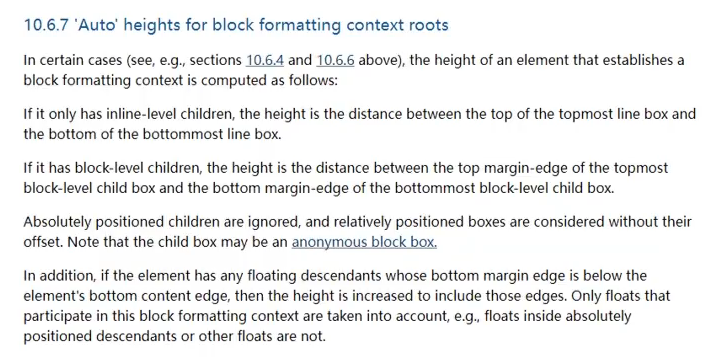 10.6.7 'Auto' heights for block formatting context roots
In certain cases (see, e.g., sections 10.6.4 and 10.6.6 above), the height of an element that establishes a
block formatting context is computed as follows:
If it only has inline-level children, the height is the distance between the top of the topmost line box and
the bottom of the bottommost line box.
If it has block-level children, the height is the distance between the top margin-edge of the topmost
block-level child box and the bottom margin-edge of the bottommost block-level child box.
Absolutely positioned children are ignored, and relatively positioned boxes are considered without their
offset. Note that the child box may be an anonymous block box.
In addition, if the element has any floating descendants whose bottom margin edge is below the
element's bottom content edge, then the height is increased to include those edges. Only floats that
participate in this block formatting context are taken into account, e.g., floats inside absolutely
positioned descendants or other floats are not.